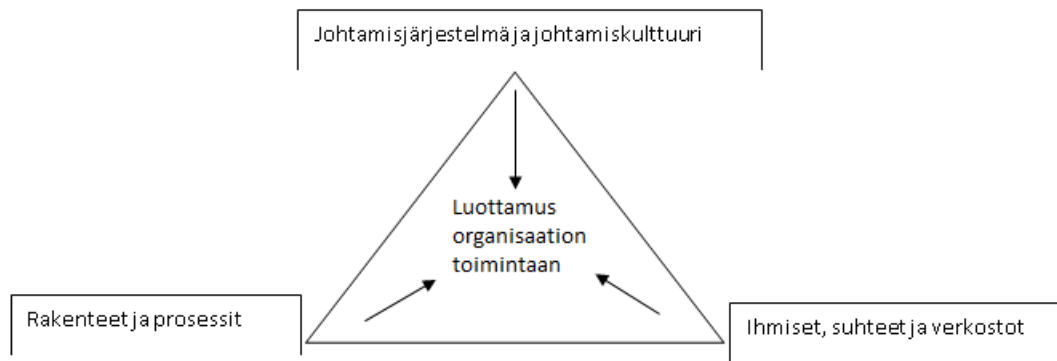 Johtamisjärjestelmä ja johtamiskulttuuri
Luottamus
organisaation
toimintaan
Rakenteet ja prosessit
Ihmiset, suhteet ja verkostot